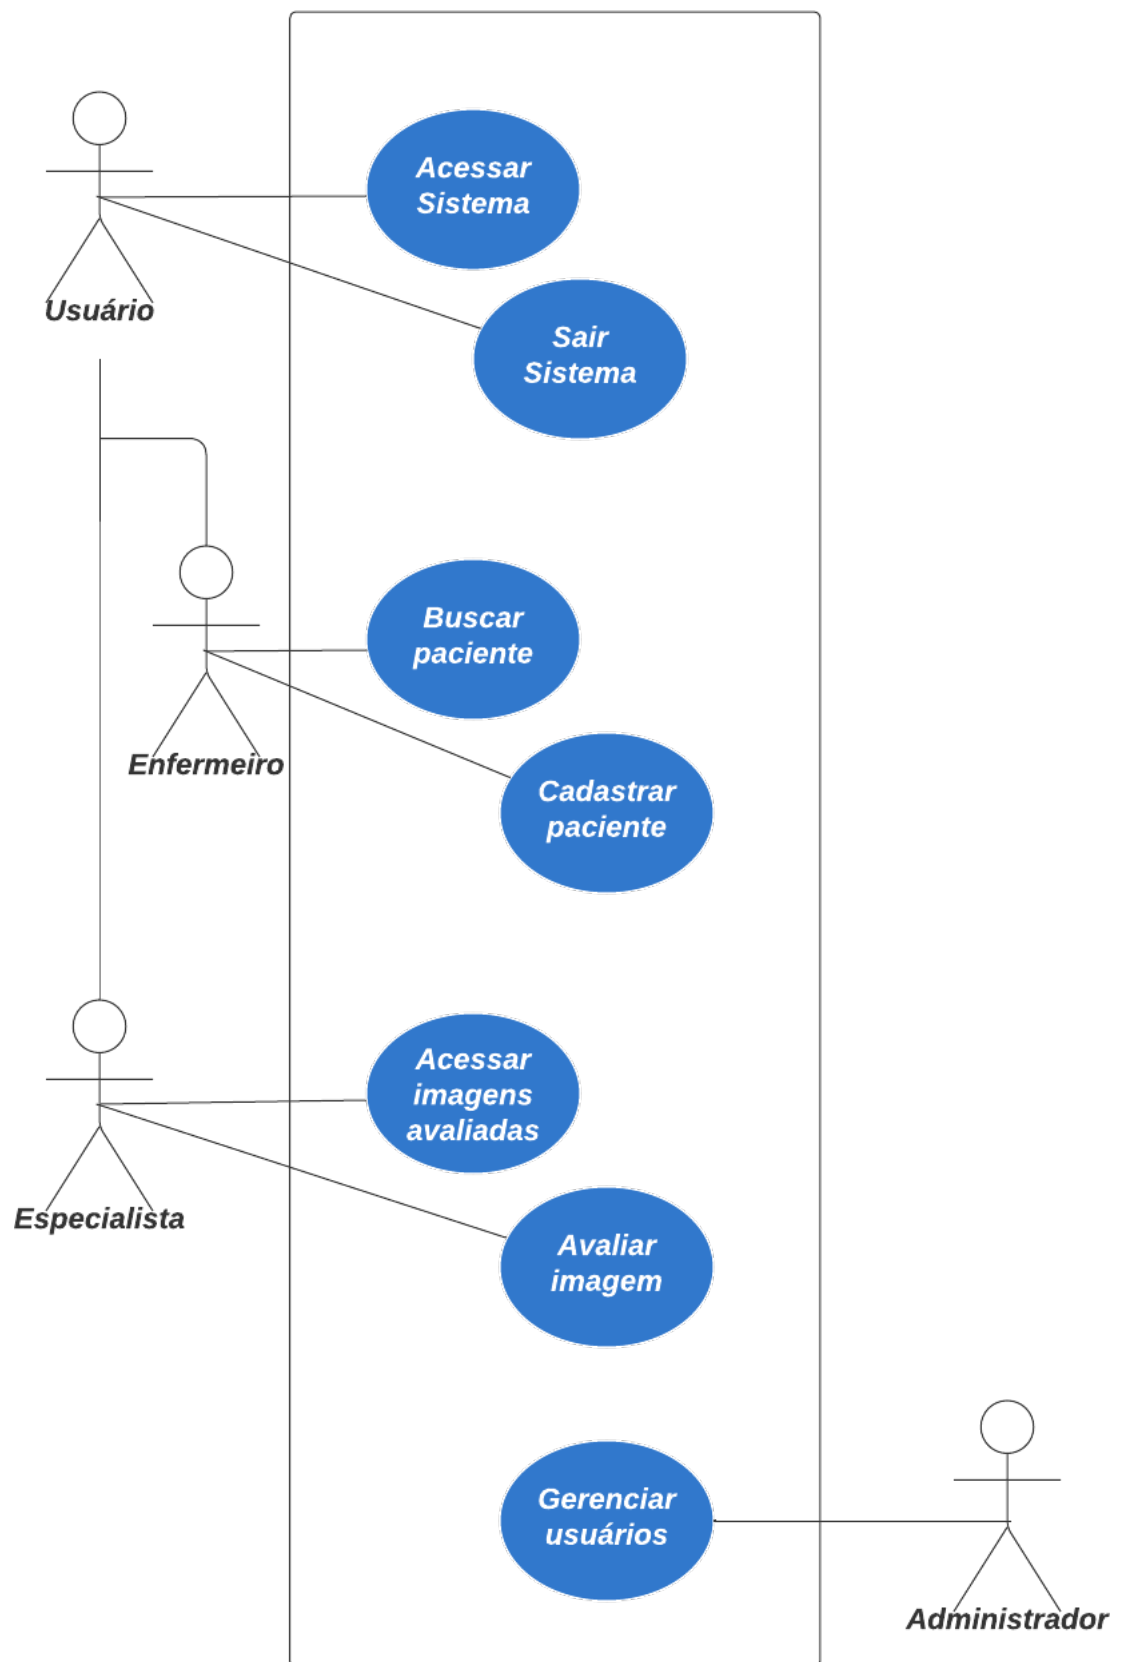 Acessar
Sistema
Usuário
Sair
Sistema
Buscar
paciente
Enfermeiro
Cadastrar
paciente
Acessar
imagens
avaliadas
Especialista
Avaliar
imagem
Gerenciar
usuários
Administrador